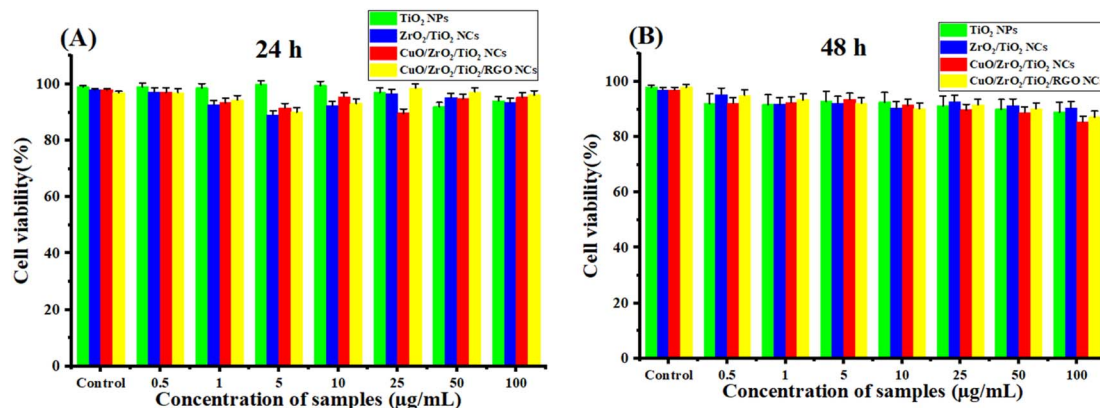 (A)
24 h
TiO₂ NPs
ZrO₂/TiO₂ NCs
CuO/ZrO₂/TiO₂ NCs
CuO/ZrO₂/TiO₂/RGO NCs
Cell viability(%)
100
80
60
40
20
0
Control 0.5 1 5 10 25 50 100
Concentration of samples (µg/mL)
(B)
48 h
TiO₂ NPs
ZrO₂/TiO₂ NCs
CuO/ZrO₂/TiO₂ NCs
CuO/ZrO₂/TiO₂/RGO NCs
Cell viability(%)
100
80
60
40
20
0
Control 0.5 1 5 10 25 50 100
Concentration of samples (µg/mL)